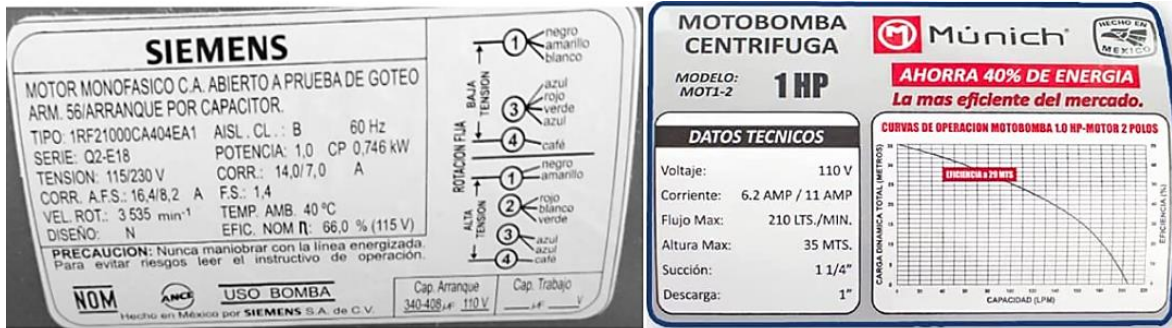 SIEMENS
MOTOR MONOFASICO C.A. ABIERTO A PRUEBA DE GOTEO
ARM. 56/ARRANQUE POR CAPACITOR.
TIPO: 1RF21000CA404EA1 AISL. CL.: B 60 Hz
SERIE: Q2-E18 POTENCIA: 1,0 CP 0,746 kW
TENSION: 115/230 V CORR.: 14,0/7,0 A
CORR. A.F.S.: 16,4/8,2 A F.S.: 1,4
VEL. ROT.: 3 535 min⁻¹ TEMP. AMB. 40 ºC
DISEÑO: N EFIC. NOM η: 66,0 % (115 V)
PRECAUCION: Nunca maniobrar con la línea energizada.
Para evitar riesgos leer el instructivo de operación.
NOM ANCE USO BOMBA
Hecho en México por SIEMENS S.A. de C.V.
Cap. Arranque
340-408 µF 110 V
Cap. Trabajo
µF V
ROTACION FIJA
BAJA TENSION
1 negro
amarillo
blanco
3 azul
rojo
verde
azul
4 café
ALTA TENSION
1 negro
amarillo
2 rojo
blanco
verde
3 azul
azul
4 café
MOTOBOMBA
CENTRIFUGA
MODELO:
MOT1-2
1 HP
M Múnich®
HECHO EN
MEXICO
AHORRA 40% DE ENERGIA
La mas eficiente del mercado.
DATOS TECNICOS
Voltaje: 110 V
Corriente: 6.2 AMP / 11 AMP
Flujo Max: 210 LTS./MIN.
Altura Max: 35 MTS.
Succión: 1 1/4"
Descarga: 1"
CURVAS DE OPERACION MOTOBOMBA 1.0 HP-MOTOR 2 POLOS
EFICIENCIA a 29 MTS
CARGA DINAMICA TOTAL (METROS)
EFICIENCIA (%)
CAPACIDAD (LPM)